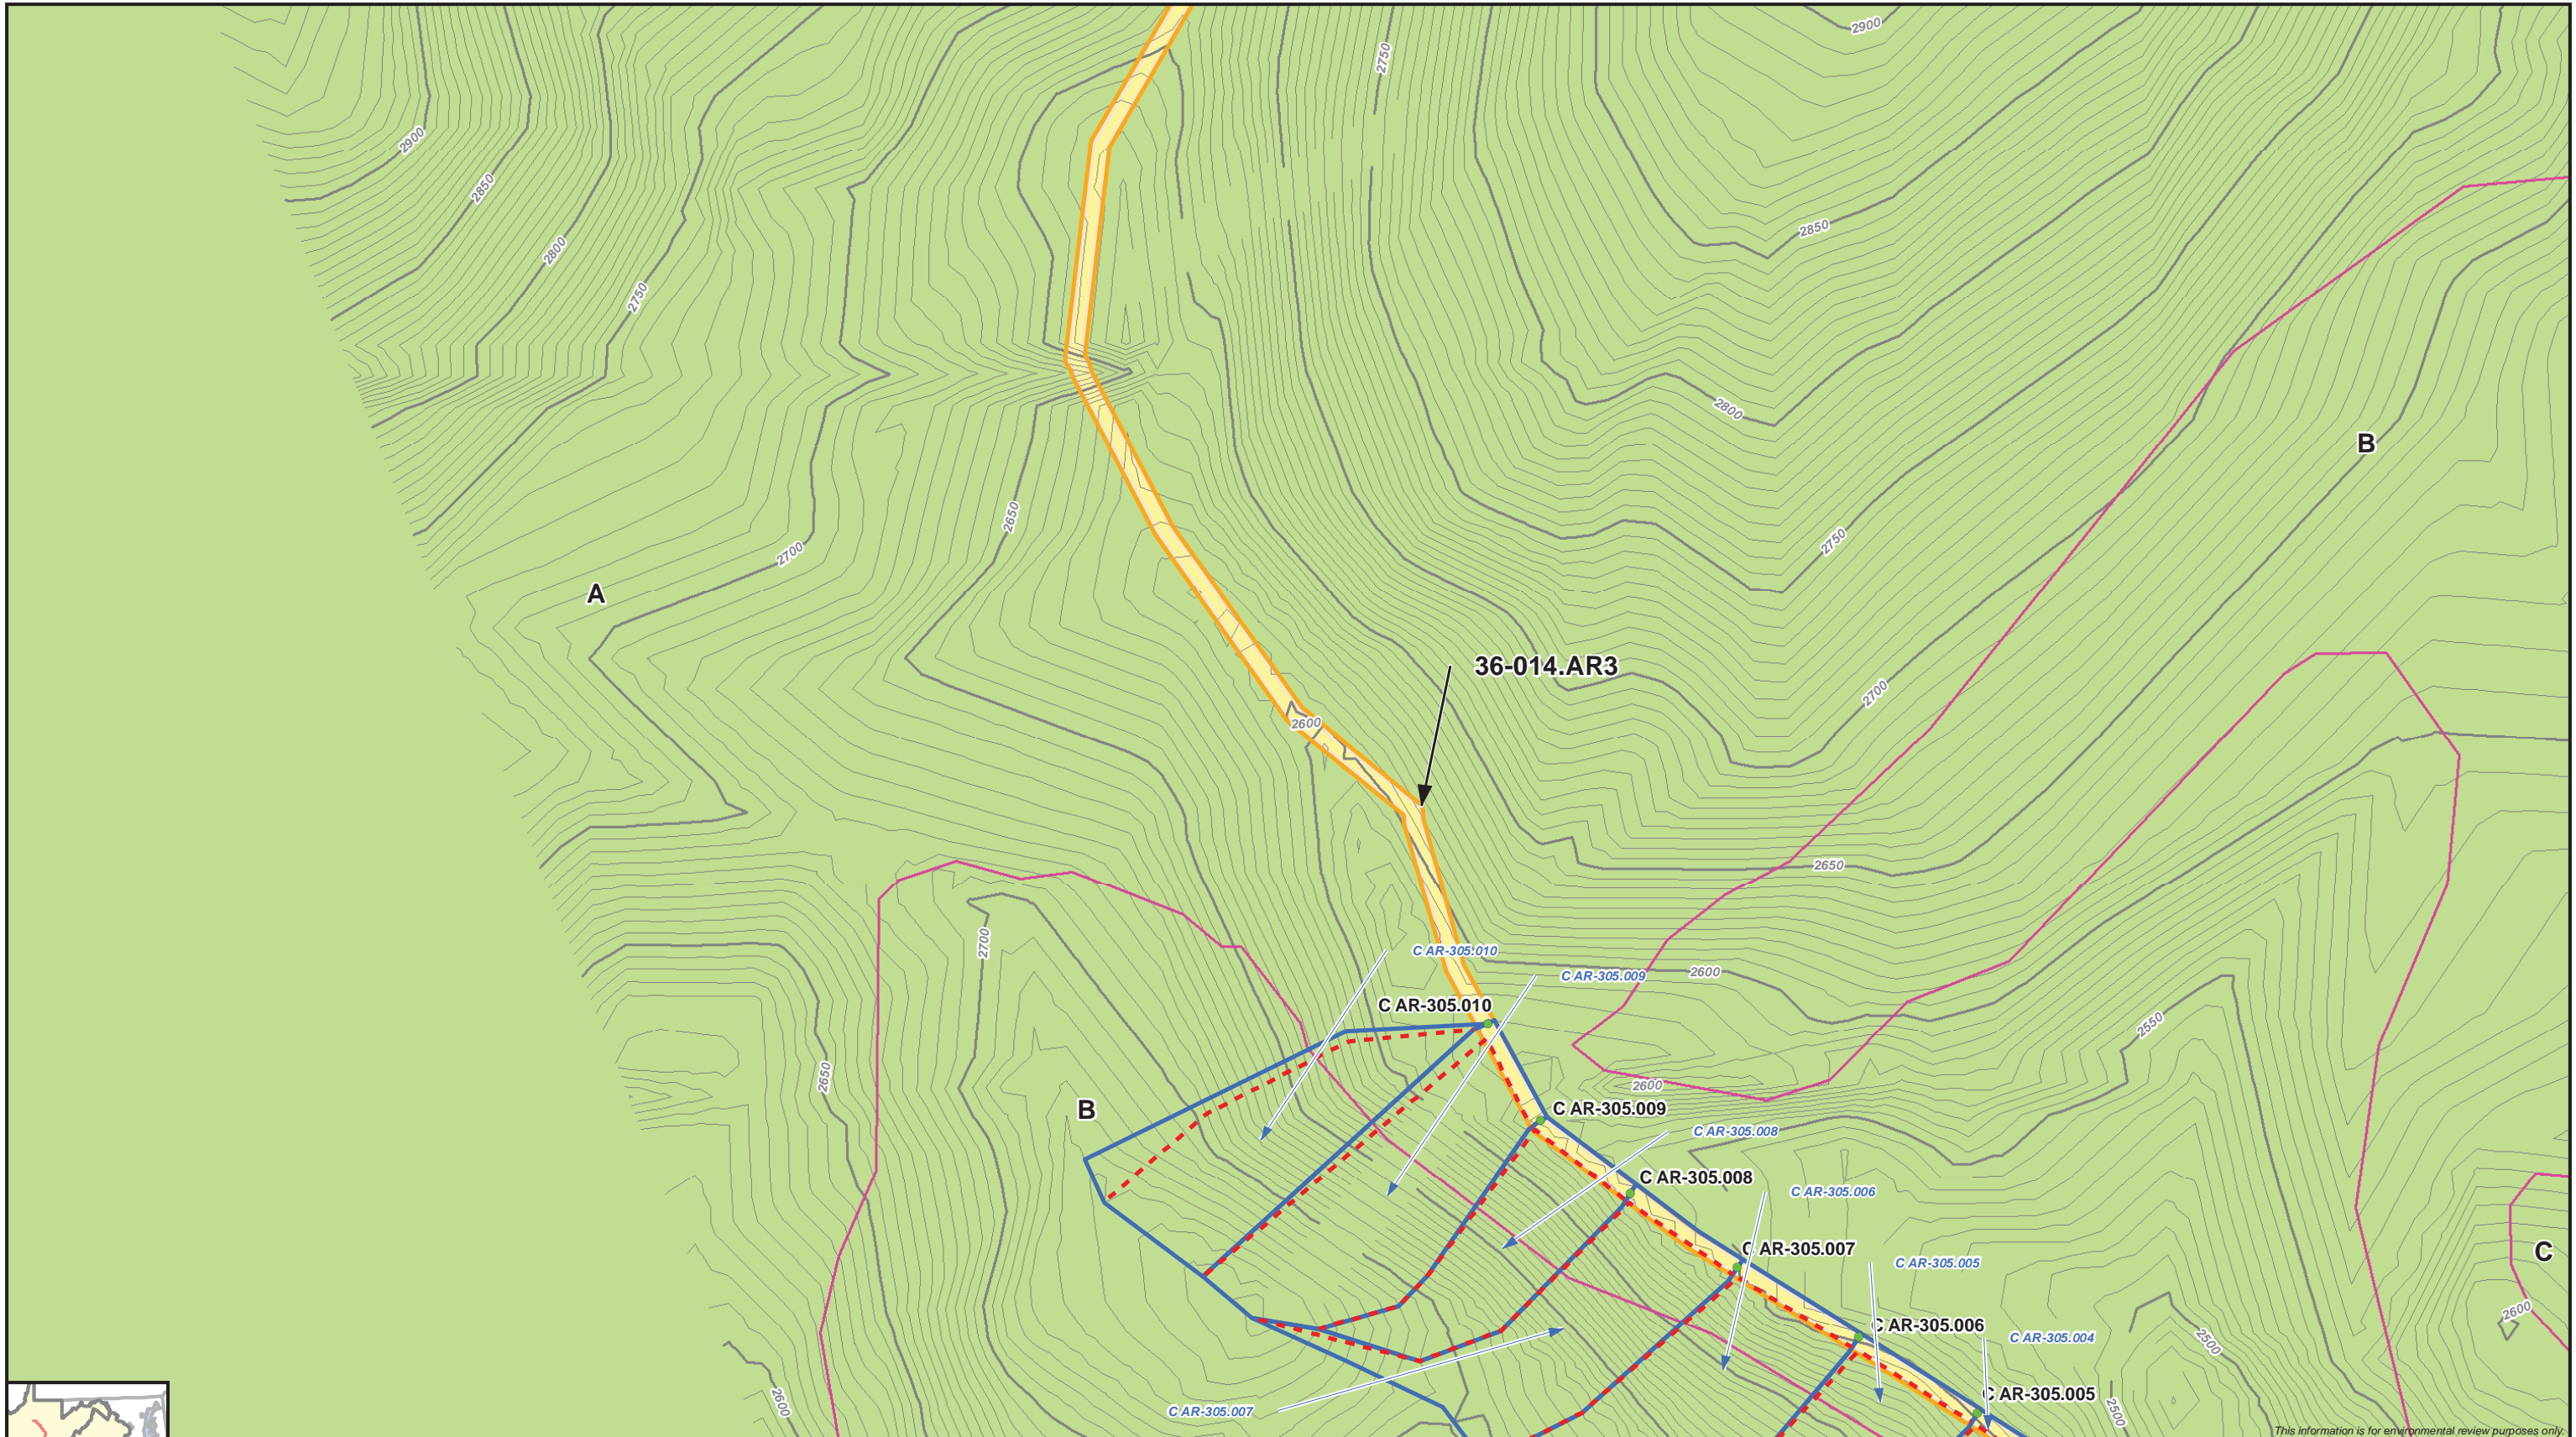 2900
2750
2900
2850
2850
2800
2750
2800
B
2650
2750
2700
A
36-014.AR3
2700
2600
2650
2700
C AR-305.010
2600
C AR-305.009
C AR-305.010
2550
2650
2600
B
C AR-305.009
C AR-305.008
C AR-305.008
C AR-305.006
C AR-305.007
C
C AR-305.005
2600
C AR-305.006
C AR-305.004
2500
C AR-305.005
2600
C AR-305.007
2500
This information is for environmental review purposes only.